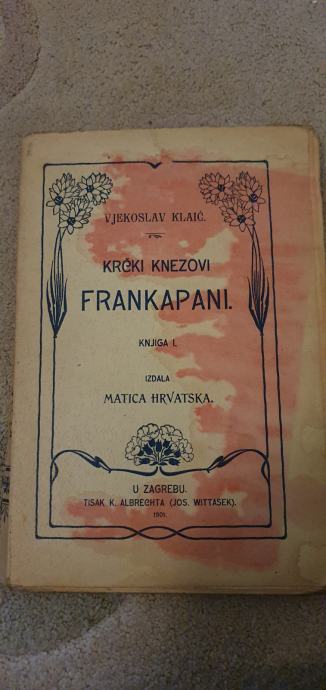 VJEKOSLAV KLAIĆ.
KRČKI KNEZOVI
FRANKAPANI.
KNJIGA I.
IZDALA
MATICA HRVATSKA.
U ZAGREBU.
TISAK K. ALBRECHTA (JOS. WITTASEK).
1901.